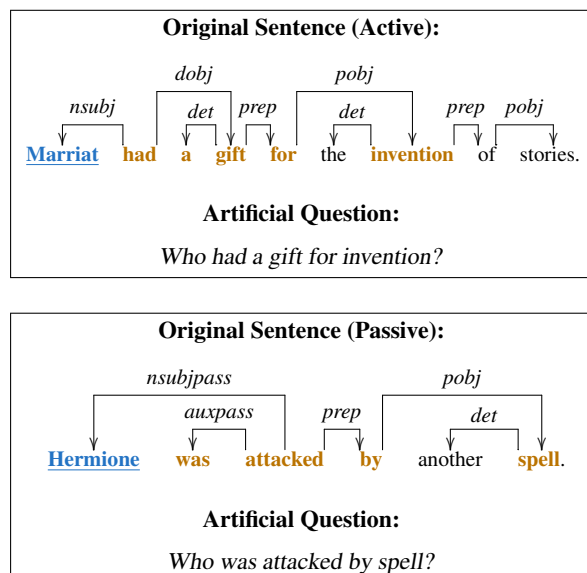 Original Sentence (Active):
dobj pobj
nsubj det prep det prep pobj
Marriat had a gift for the invention of stories.
Artificial Question:
Who had a gift for invention?
Original Sentence (Passive):
nsubjpass pobj
auxpass prep det
Hermione was attacked by another spell.
Artificial Question:
Who was attacked by spell?